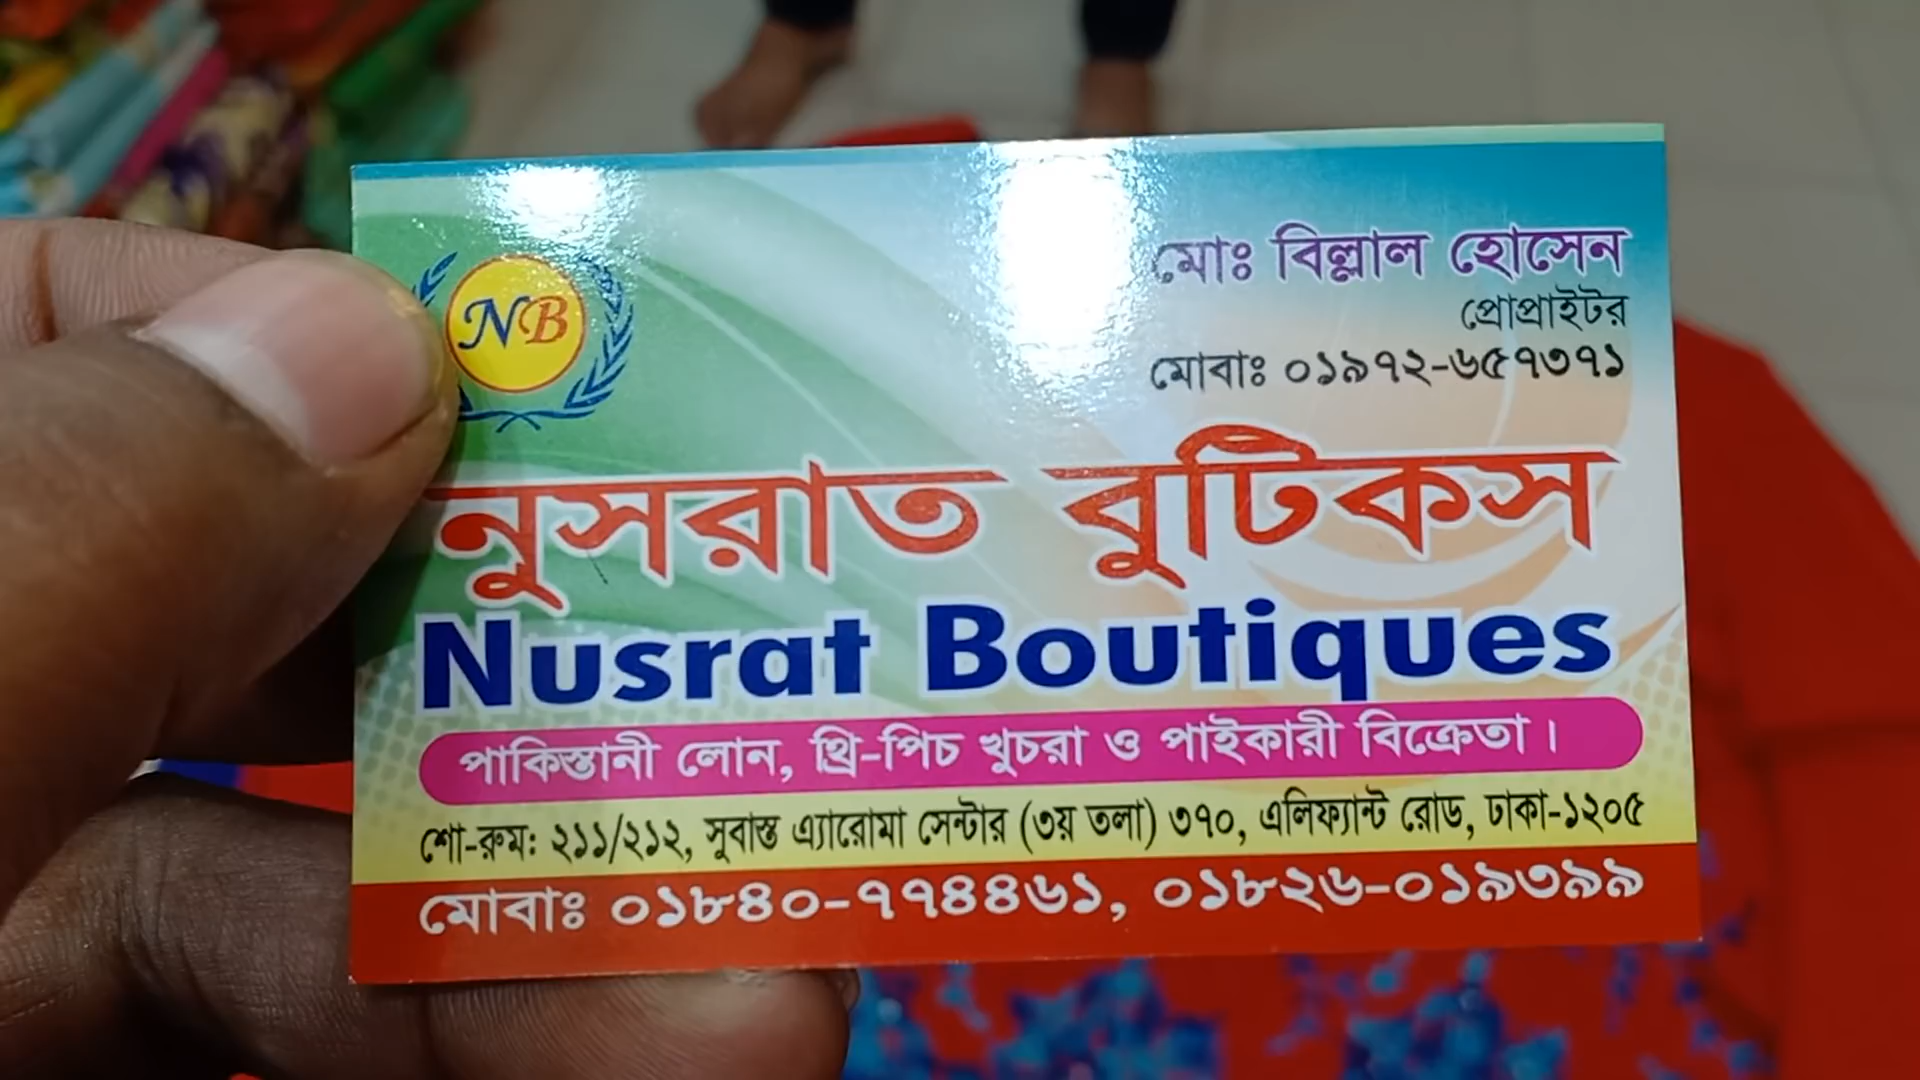 NB
মোঃ বিল্লাল হোসেন
প্রোপ্রাইটর
মোবাঃ ০১৯৭২-৬৫৭৩৭১
নুসরাত বুটিকস
Nusrat Boutiques
পাকিস্তানী লোন, থ্রি-পিচ খুচরা ও পাইকারী বিক্রেতা।
শো-রুম: ২১১/২১২, সুবাস্ত এ্যারোমা সেন্টার (৩য় তলা) ৩৭০, এলিফ্যান্ট রোড, ঢাকা-১২০৫
মোবাঃ ০১৮৪০-৭৭৪৪৬১, ০১৮২৬-০১৯৩৯৯